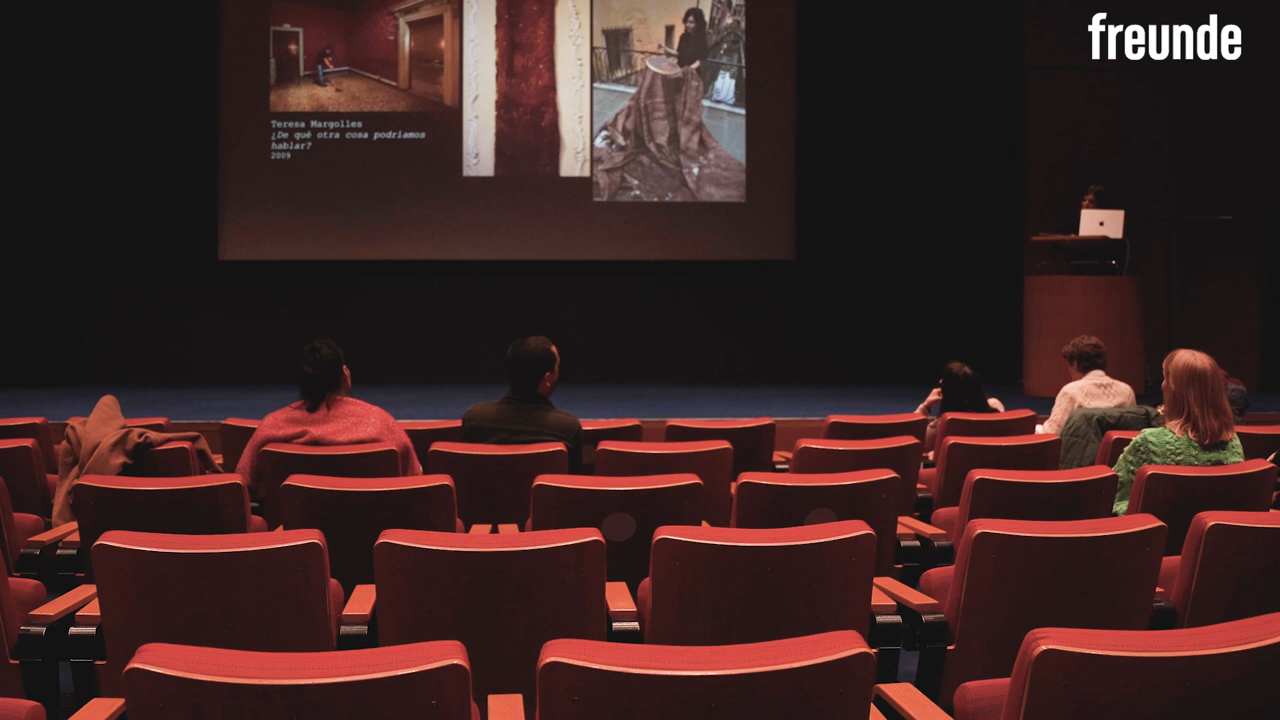 freunde
Teresa Margolles
¿De qué otra cosa podríamos
hablar?
2009